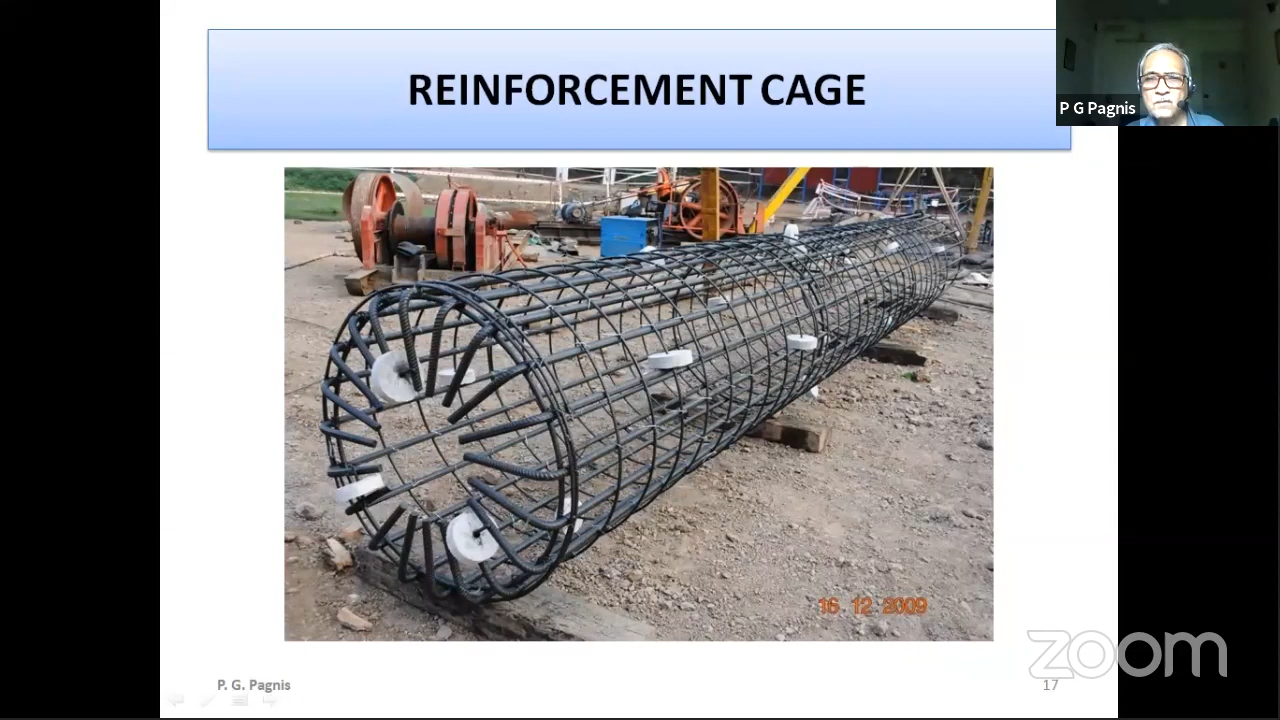 REINFORCEMENT CAGE
P G Pagnis
16 12 2009
zoom
P. G. Pagnis
17